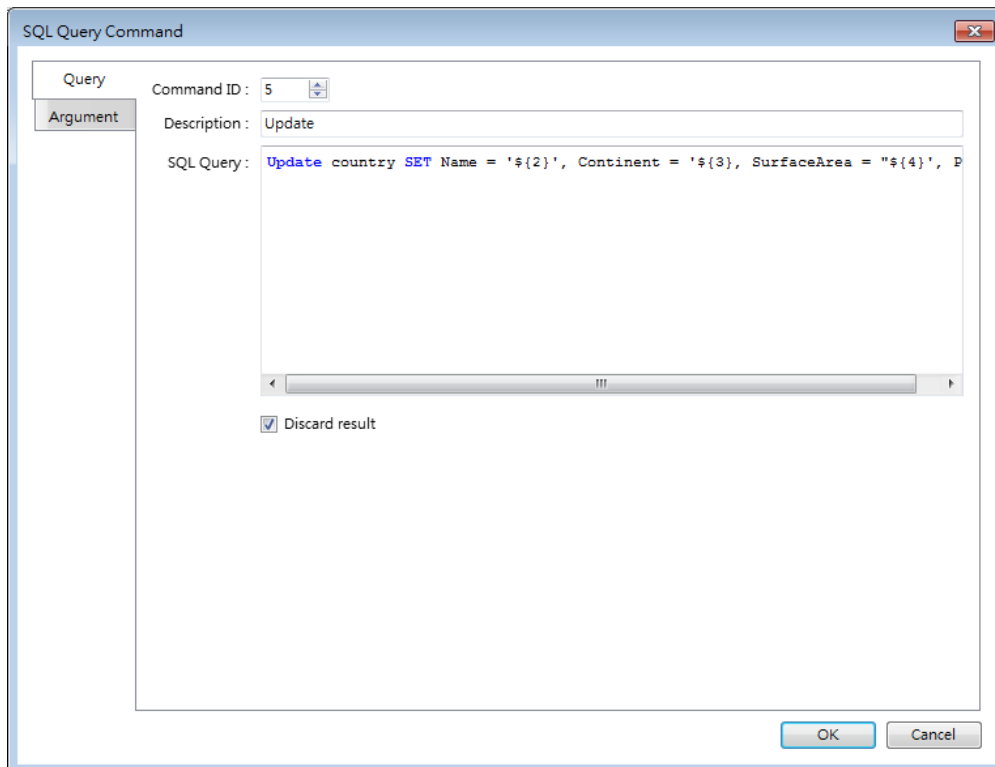 SQL Query Command
Query
Argument
Command ID : 5
Description : Update
SQL Query : Update country SET Name = '${2}', Continent = '${3}, SurfaceArea = "${4}', P
Discard result
OK Cancel